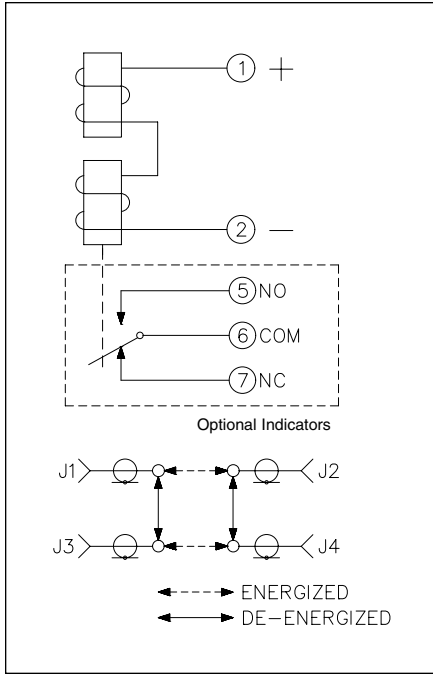 1 +
2 −
5 NO
6 COM
7 NC
Optional Indicators
J1 J2
J3 J4
ENERGIZED
DE-ENERGIZED